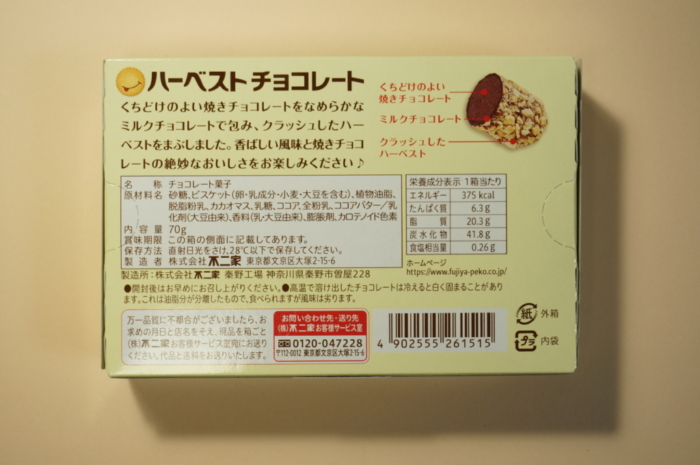 ハーベスト チョコレート
くちどけのよい焼きチョコレートをなめらかな
ミルクチョコレートで包み、クラッシュしたハー
ベストをまぶしました。香ばしい風味と焼きチョコ
レートの絶妙なおいしさをお楽しみください♪
くちどけのよい
焼きチョコレート
ミルクチョコレート
クラッシュした
ハーベスト
名　称 チョコレート菓子
原材料名 砂糖、ビスケット(卵・乳成分・小麦・大豆を含む)、植物油脂、
脱脂粉乳、カカオマス、乳糖、ココア、全粉乳、ココアバター／乳
化剤(大豆由来)、香料(乳・大豆由来)、膨脹剤、カロテノイド色素
内 容 量 70g
賞味期限 この箱の側面に記載してあります。
保存方法 直射日光をさけ、28℃以下で保存してください。
製 造 者 株式会社 不二家 東京都文京区大塚2-15-6
製造所:株式会社 不二家 秦野工場 神奈川県秦野市曽屋228
栄養成分表示 1箱当たり
エネルギー 375 kcal
たんぱく質 6.3 g
脂　質 20.3 g
炭 水 化 物 41.8 g
食塩相当量 0.26 g
ホームページ
https://www.fujiya-peko.co.jp/
●開封後はお早めにお召し上がりください。●高温で溶け出したチョコレートは冷えると白く固まることがあり
ます。これは油脂分が分離したもので、食べられますが風味は劣ります。
万一品質に不都合がございましたら、お
求めの月日と店名をそえ、現品を箱ごと
(株)不二家お客様サービス室宛にお送り
ください。代品と送料をお送りいたします。
お問い合わせ先・送り先
(株)不二家お客様サービス室
0120-047228
〒112-0012 東京都文京区大塚2-15-6
4 902555 261515
紙 外箱
プラ 内袋